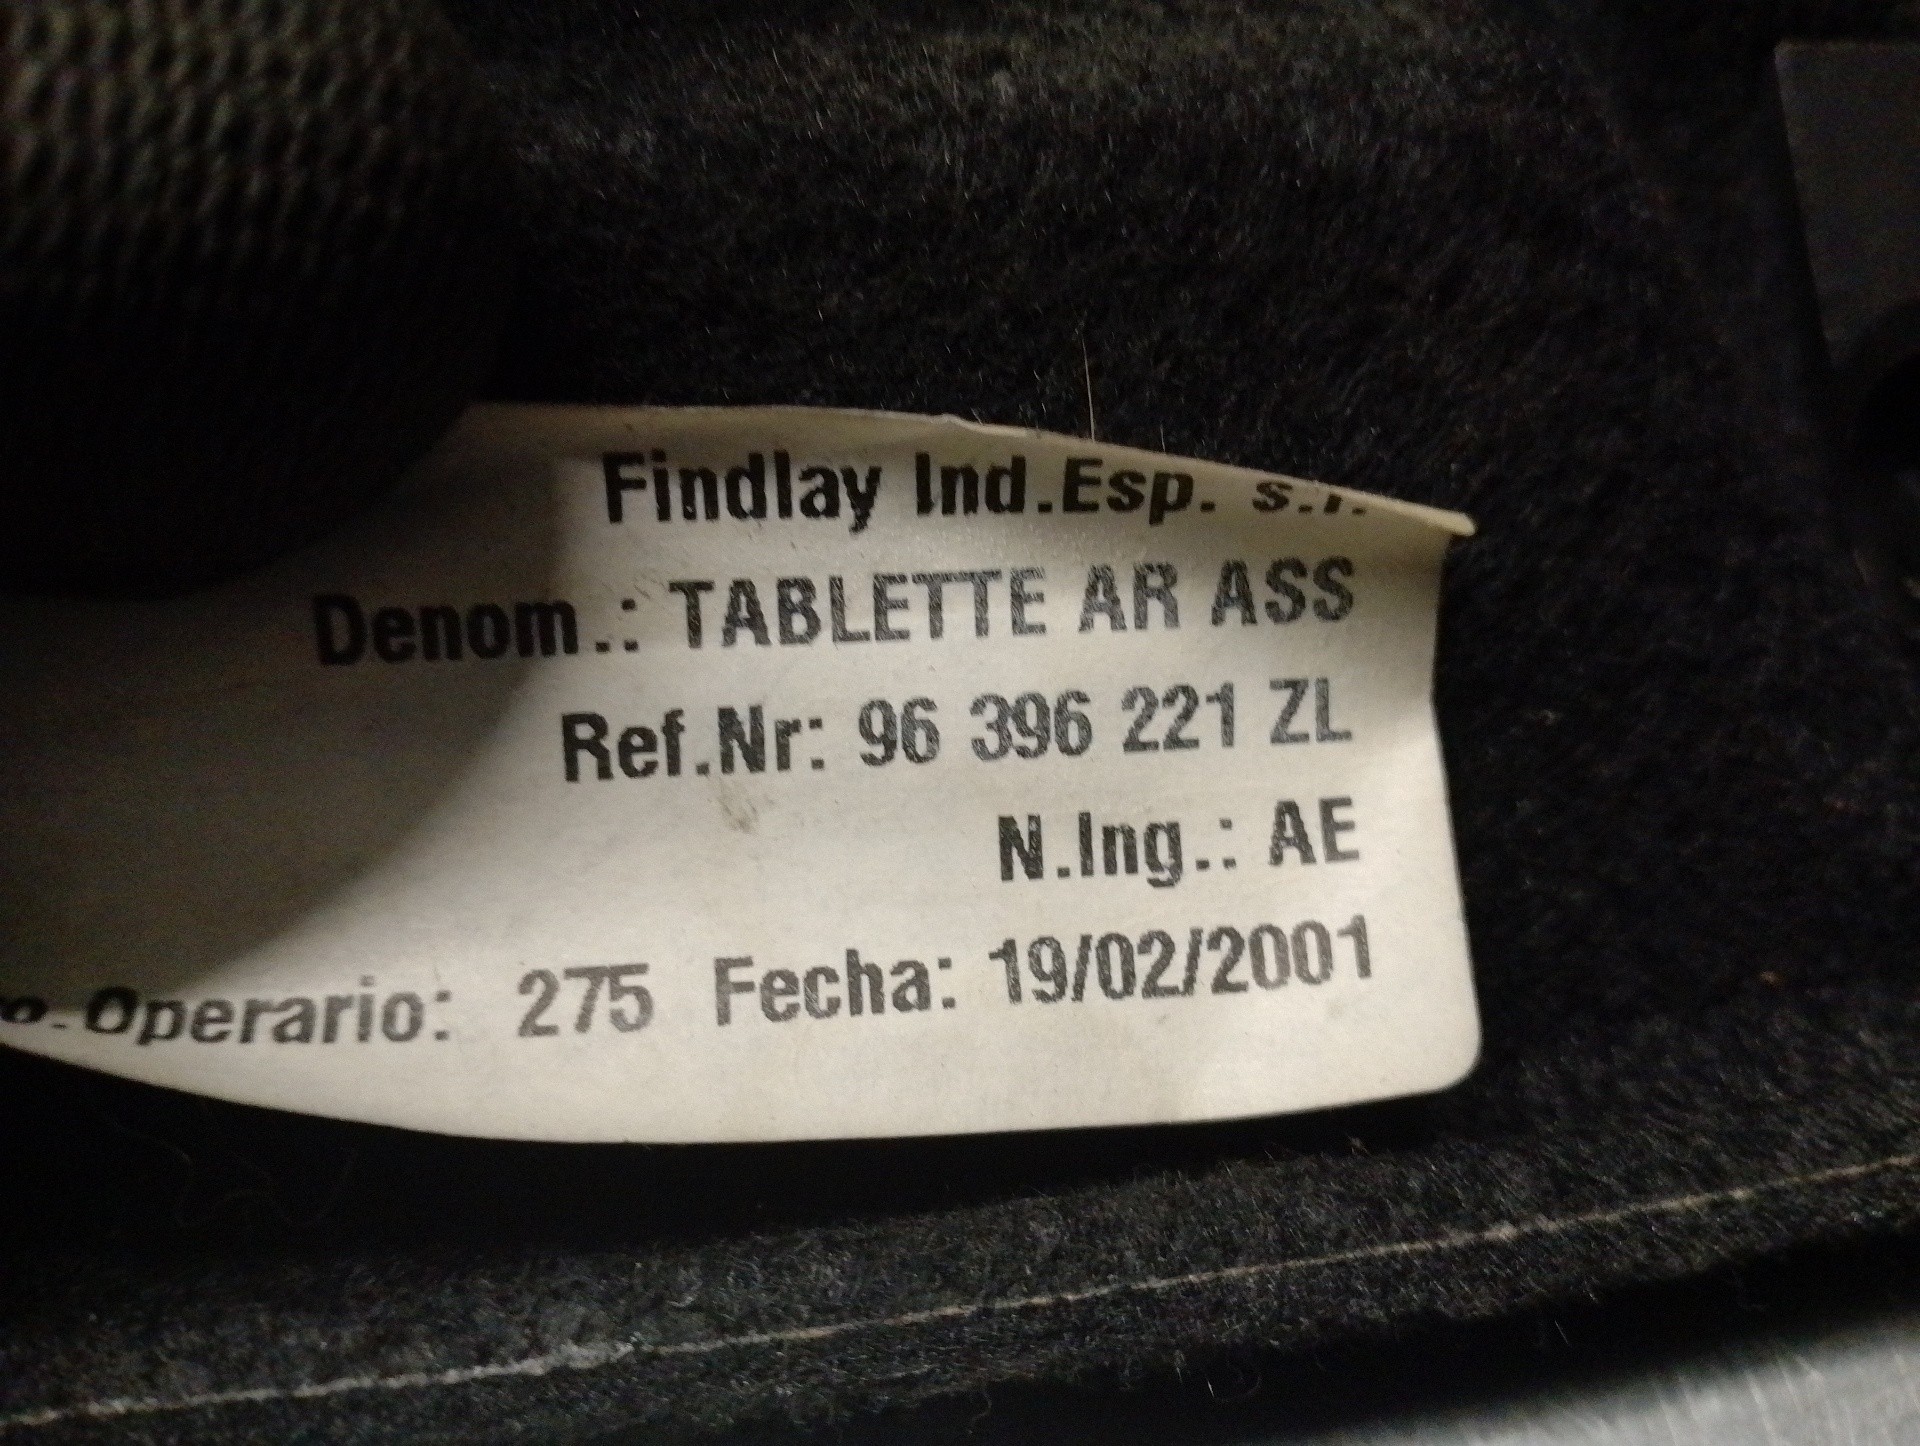 Findlay Ind.Esp. s.l.
Denom.: TABLETTE AR ASS
Ref.Nr: 96 396 221 ZL
N.Ing.: AE
o.Operario: 275 Fecha: 19/02/2001